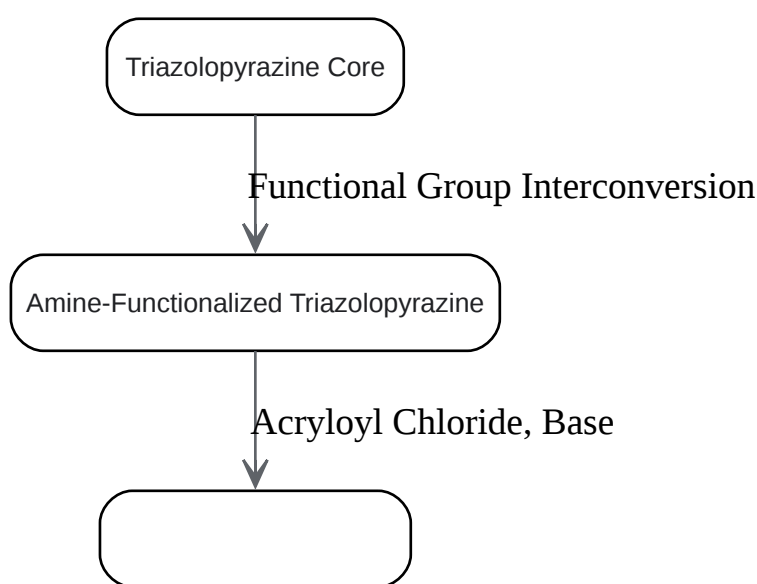 Triazolopyrazine Core
Functional Group Interconversion
Amine-Functionalized Triazolopyrazine
Acryloyl Chloride, Base